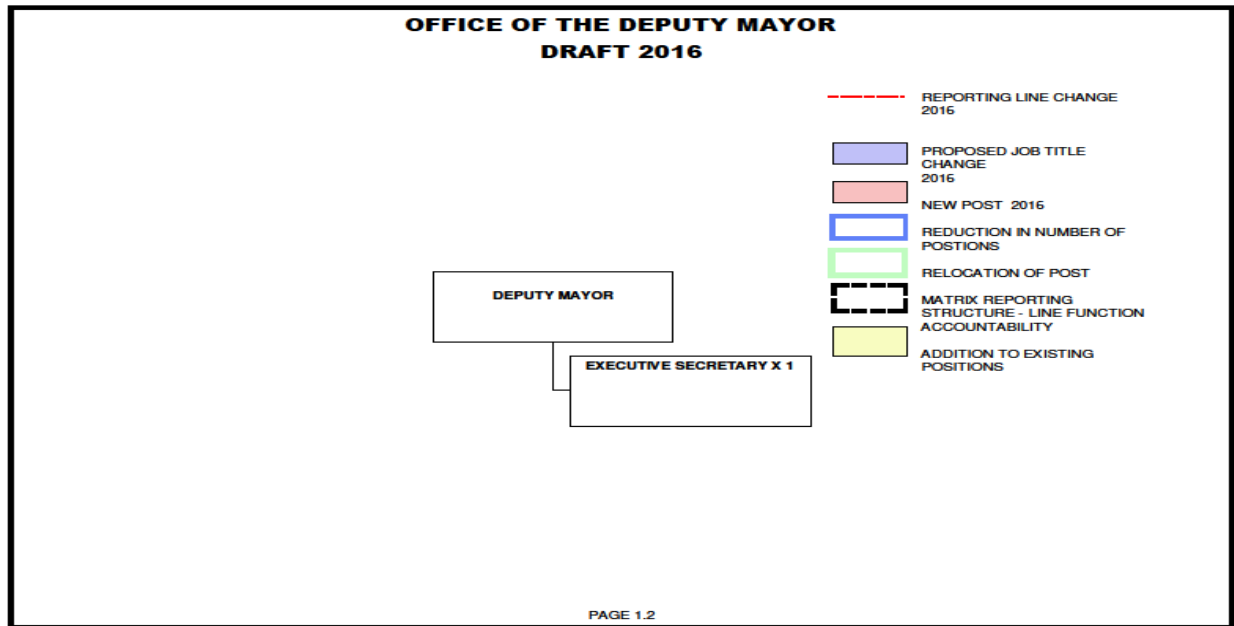 OFFICE OF THE DEPUTY MAYOR
DRAFT 2016
REPORTING LINE CHANGE
2016
PROPOSED JOB TITLE
CHANGE
2016
NEW POST 2016
REDUCTION IN NUMBER OF
POSTIONS
RELOCATION OF POST
MATRIX REPORTING
STRUCTURE - LINE FUNCTION
ACCOUNTABILITY
ADDITION TO EXISTING
POSITIONS
DEPUTY MAYOR
EXECUTIVE SECRETARY X 1
PAGE 1.2